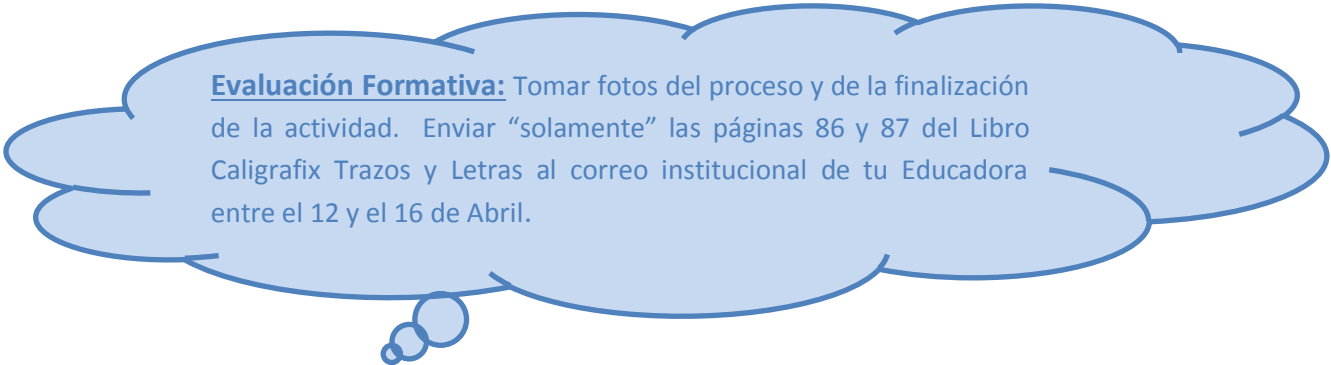 Evaluación Formativa: Tomar fotos del proceso y de la finalización
de la actividad. Enviar “solamente” las páginas 86 y 87 del Libro
Caligrafix Trazos y Letras al correo institucional de tu Educadora
entre el 12 y el 16 de Abril.